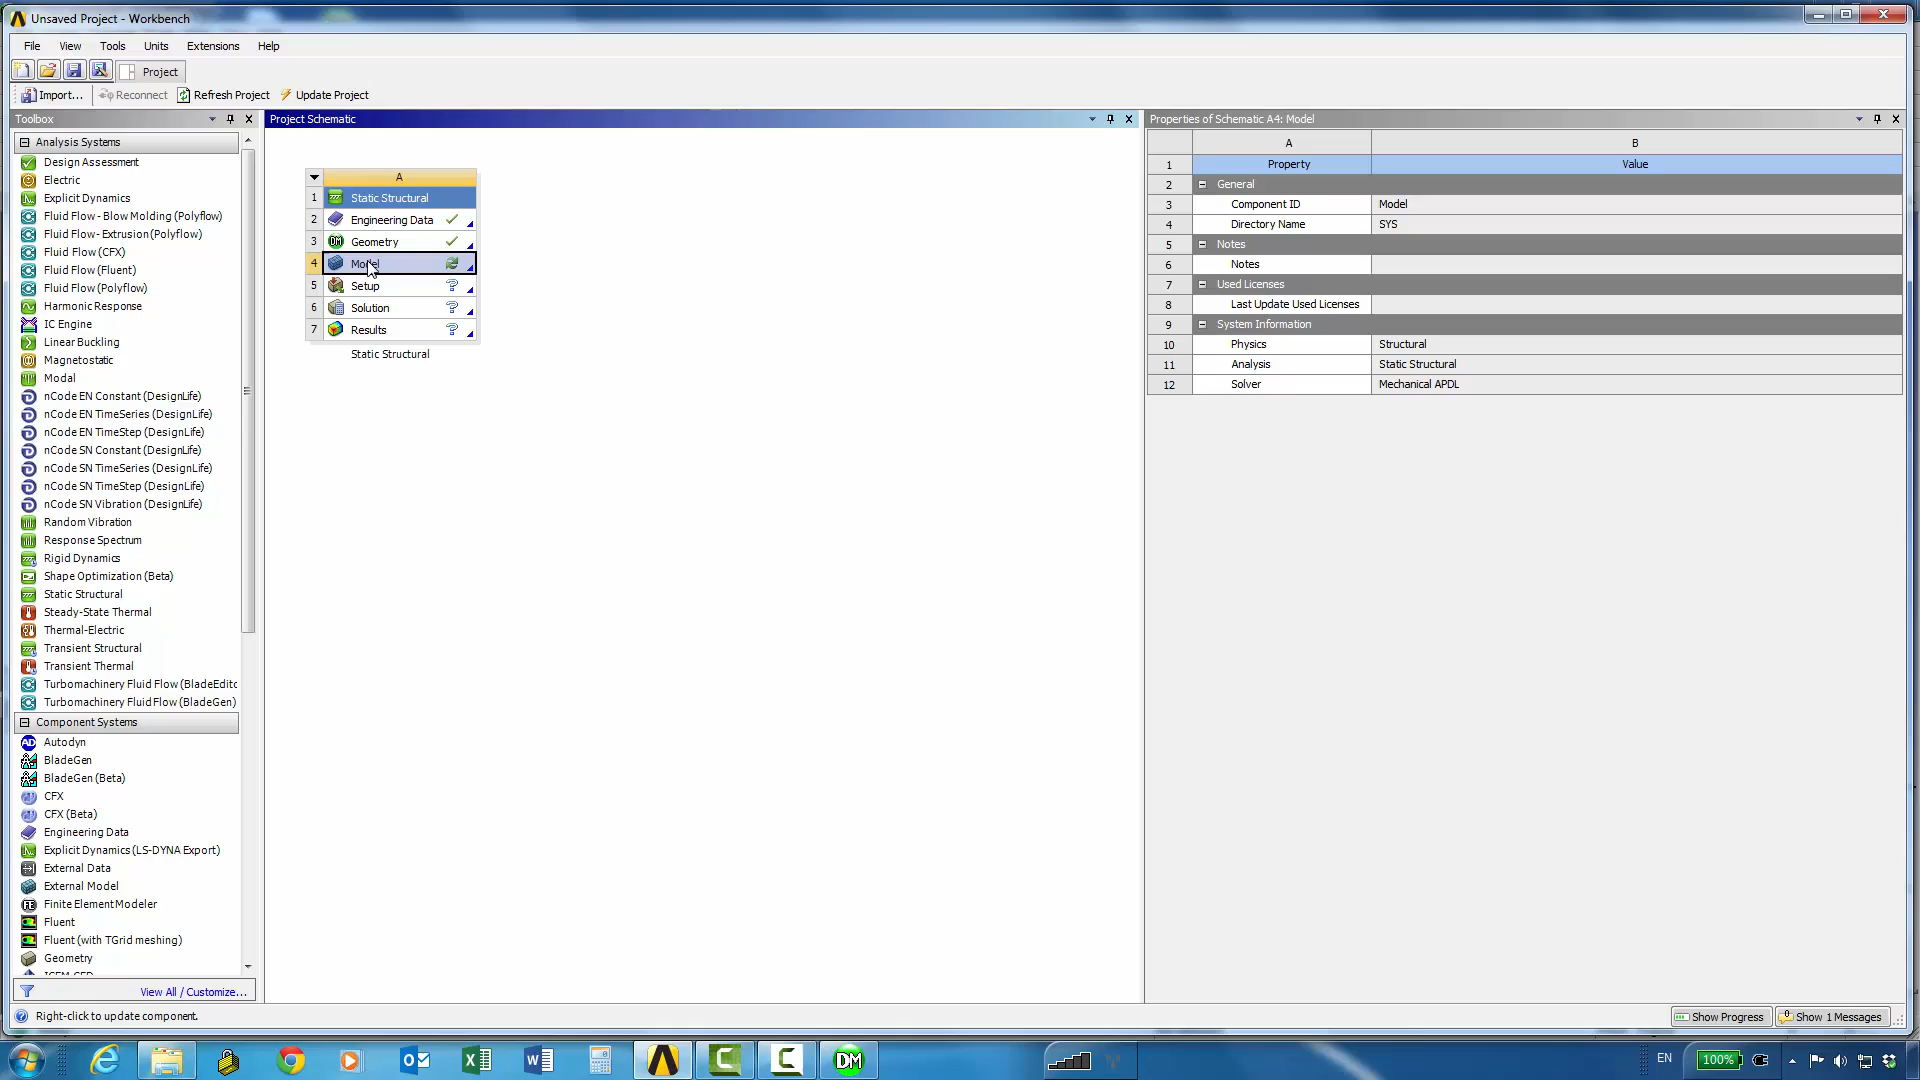 Unsaved Project - Workbench
File View Tools Units Extensions Help
Project
Import... Reconnect Refresh Project Update Project
Toolbox
Analysis Systems
Design Assessment
Electric
Explicit Dynamics
Fluid Flow - Blow Molding (Polyflow)
Fluid Flow - Extrusion (Polyflow)
Fluid Flow (CFX)
Fluid Flow (Fluent)
Fluid Flow (Polyflow)
Harmonic Response
IC Engine
Linear Buckling
Magnetostatic
Modal
nCode EN Constant (DesignLife)
nCode EN TimeSeries (DesignLife)
nCode EN TimeStep (DesignLife)
nCode SN Constant (DesignLife)
nCode SN TimeSeries (DesignLife)
nCode SN TimeStep (DesignLife)
nCode SN Vibration (DesignLife)
Random Vibration
Response Spectrum
Rigid Dynamics
Shape Optimization (Beta)
Static Structural
Steady-State Thermal
Thermal-Electric
Transient Structural
Transient Thermal
Turbomachinery Fluid Flow (BladeEdito
Turbomachinery Fluid Flow (BladeGen)
Component Systems
Autodyn
BladeGen
BladeGen (Beta)
CFX
CFX (Beta)
Engineering Data
Explicit Dynamics (LS-DYNA Export)
External Data
External Model
Finite Element Modeler
Fluent
Fluent (with TGrid meshing)
Geometry
ICEM CFD
View All / Customize...
Project Schematic
A
1 Static Structural
2 Engineering Data
3 Geometry
4 Model
5 Setup
6 Solution
7 Results
Static Structural
Properties of Schematic A4: Model
A B
1 Property Value
2 General
3 Component ID Model
4 Directory Name SYS
5 Notes
6 Notes
7 Used Licenses
8 Last Update Used Licenses
9 System Information
10 Physics Structural
11 Analysis Static Structural
12 Solver Mechanical APDL
Right-click to update component.
Show Progress Show 1 Messages
DM
EN 100%